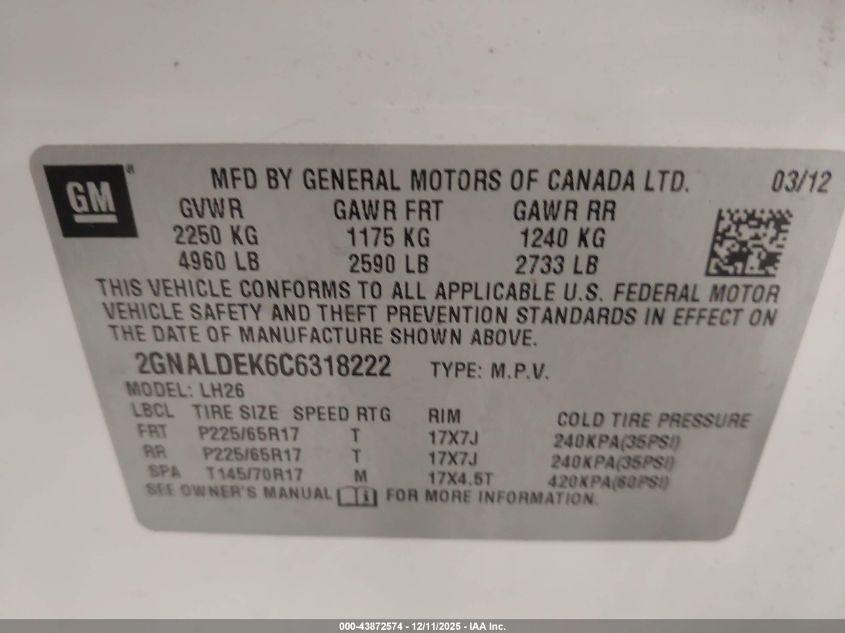 GM
MFD BY GENERAL MOTORS OF CANADA LTD. 03/12
GVWR GAWR FRT GAWR RR
2250 KG 1175 KG 1240 KG
4960 LB 2590 LB 2733 LB
THIS VEHICLE CONFORMS TO ALL APPLICABLE U.S. FEDERAL MOTOR
VEHICLE SAFETY AND THEFT PREVENTION STANDARDS IN EFFECT ON
THE DATE OF MANUFACTURE SHOWN ABOVE.
2GNALDEK6C6318222 TYPE: M.P.V.
MODEL: LH26
LBCL TIRE SIZE SPEED RTG RIM COLD TIRE PRESSURE
FRT P225/65R17 T 17X7J 240KPA(35PSI)
RR P225/65R17 T 17X7J 240KPA(35PSI)
SPA T145/70R17 M 17X4.5T 420KPA(60PSI)
SEE OWNER'S MANUAL FOR MORE INFORMATION.
000-43872574 - 12/11/2025 - IAA Inc.